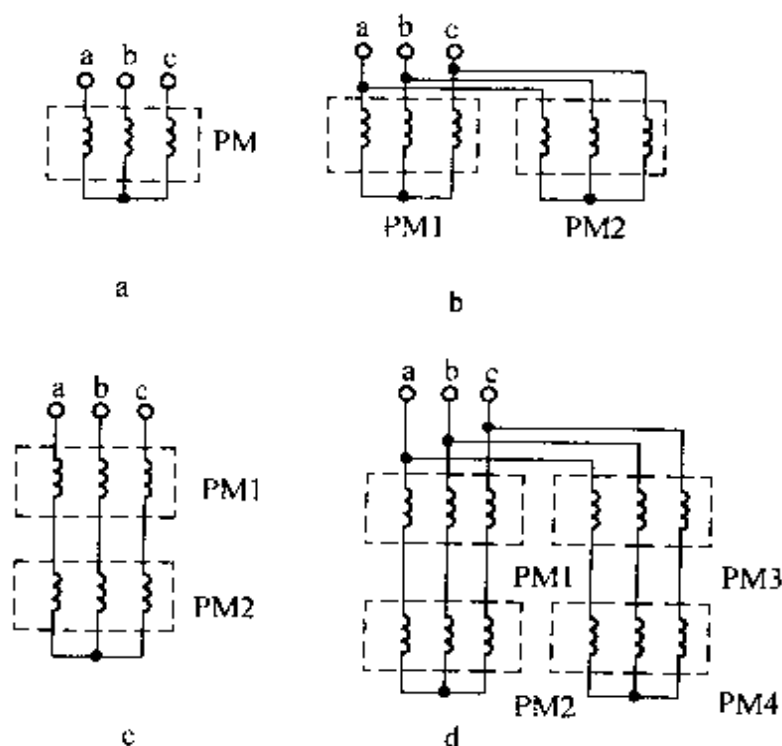 a b c
PM
a
a b c
PM1 PM2
b
a b c
PM1
PM2
c
a b c
PM1 PM3
PM2 PM4
d